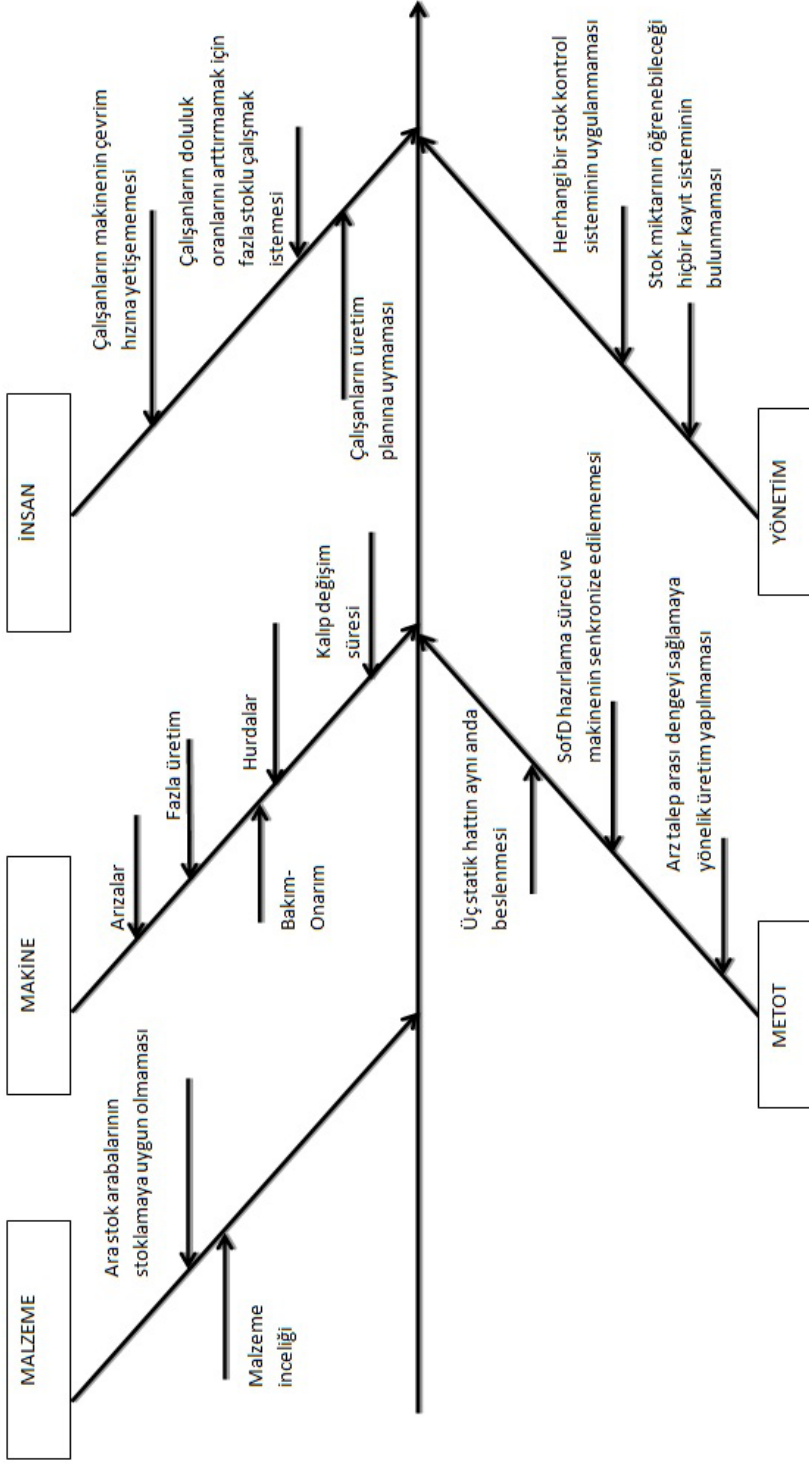 MALZEME
Ara stok arabalarının
stoklamaya uygun olmaması
Malzeme
inceliği
MAKİNE
Arızalar
Fazla üretim
Hurdalar
Bakım-
Onarım
Kalıp değişim
süresi
İNSAN
Çalışanların makinenin çevrim
hızına yetişememesi
Çalışanların doluluk
oranlarını arttırmamak için
fazla stoklu çalışmak
istemesi
Çalışanların üretim
planına uymaması
METOT
Üç statik hattın aynı anda
beslenmesi
SofD hazırlama süreci ve
makinenin senkronize edilememesi
Arz talep arası dengeyi sağlamaya
yönelik üretim yapılmaması
YÖNETİM
Herhangi bir stok kontrol
sisteminin uygulanmaması
Stok miktarının öğrenebileceği
hiçbir kayıt sisteminin
bulunmaması